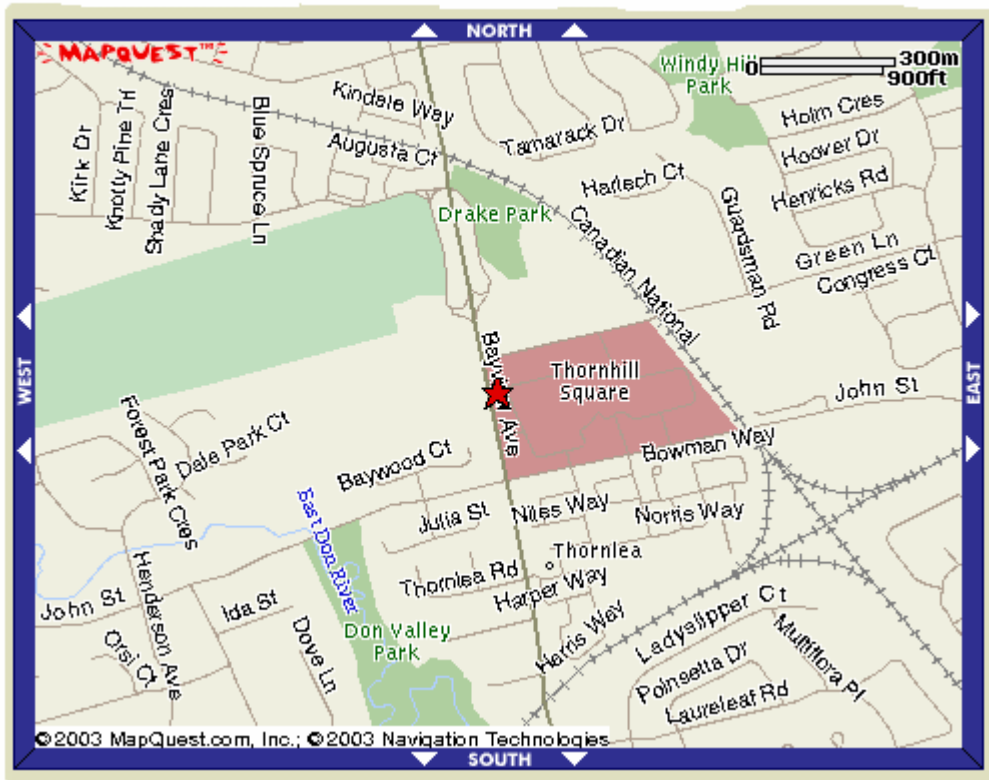 NORTH
MAPQUEST™
Windy Hill
Park
0 300m
900ft
Kirk Dr
Knotty Pine Trl
Shady Lane Cres
Blue Spruce Ln
Kindale Way
Augusta Ct
Tamarack Dr
Holm Cres
Hoover Dr
Henricks Rd
Harlech Ct
Guardsman Rd
Drake Park
Canadian National
Green Ln
Congress Ct
WEST
EAST
Bayview Ave
Thornhill
Square
John St
Bowman Way
Forest Park Cres
Dale Park Ct
Baywood Ct
East Don River
Julia St
Niles Way
Norris Way
Thornlea
Thornlea Rd
Harper Way
Henderson Ave
John St
Ida St
Orsi Ct
Dove Ln
Don Valley
Park
Harris Way
Ladyslipper Ct
Poinsetta Dr
Multiflora Pl
Laureleaf Rd
©2003 MapQuest.com, Inc.; ©2003 Navigation Technologies
SOUTH